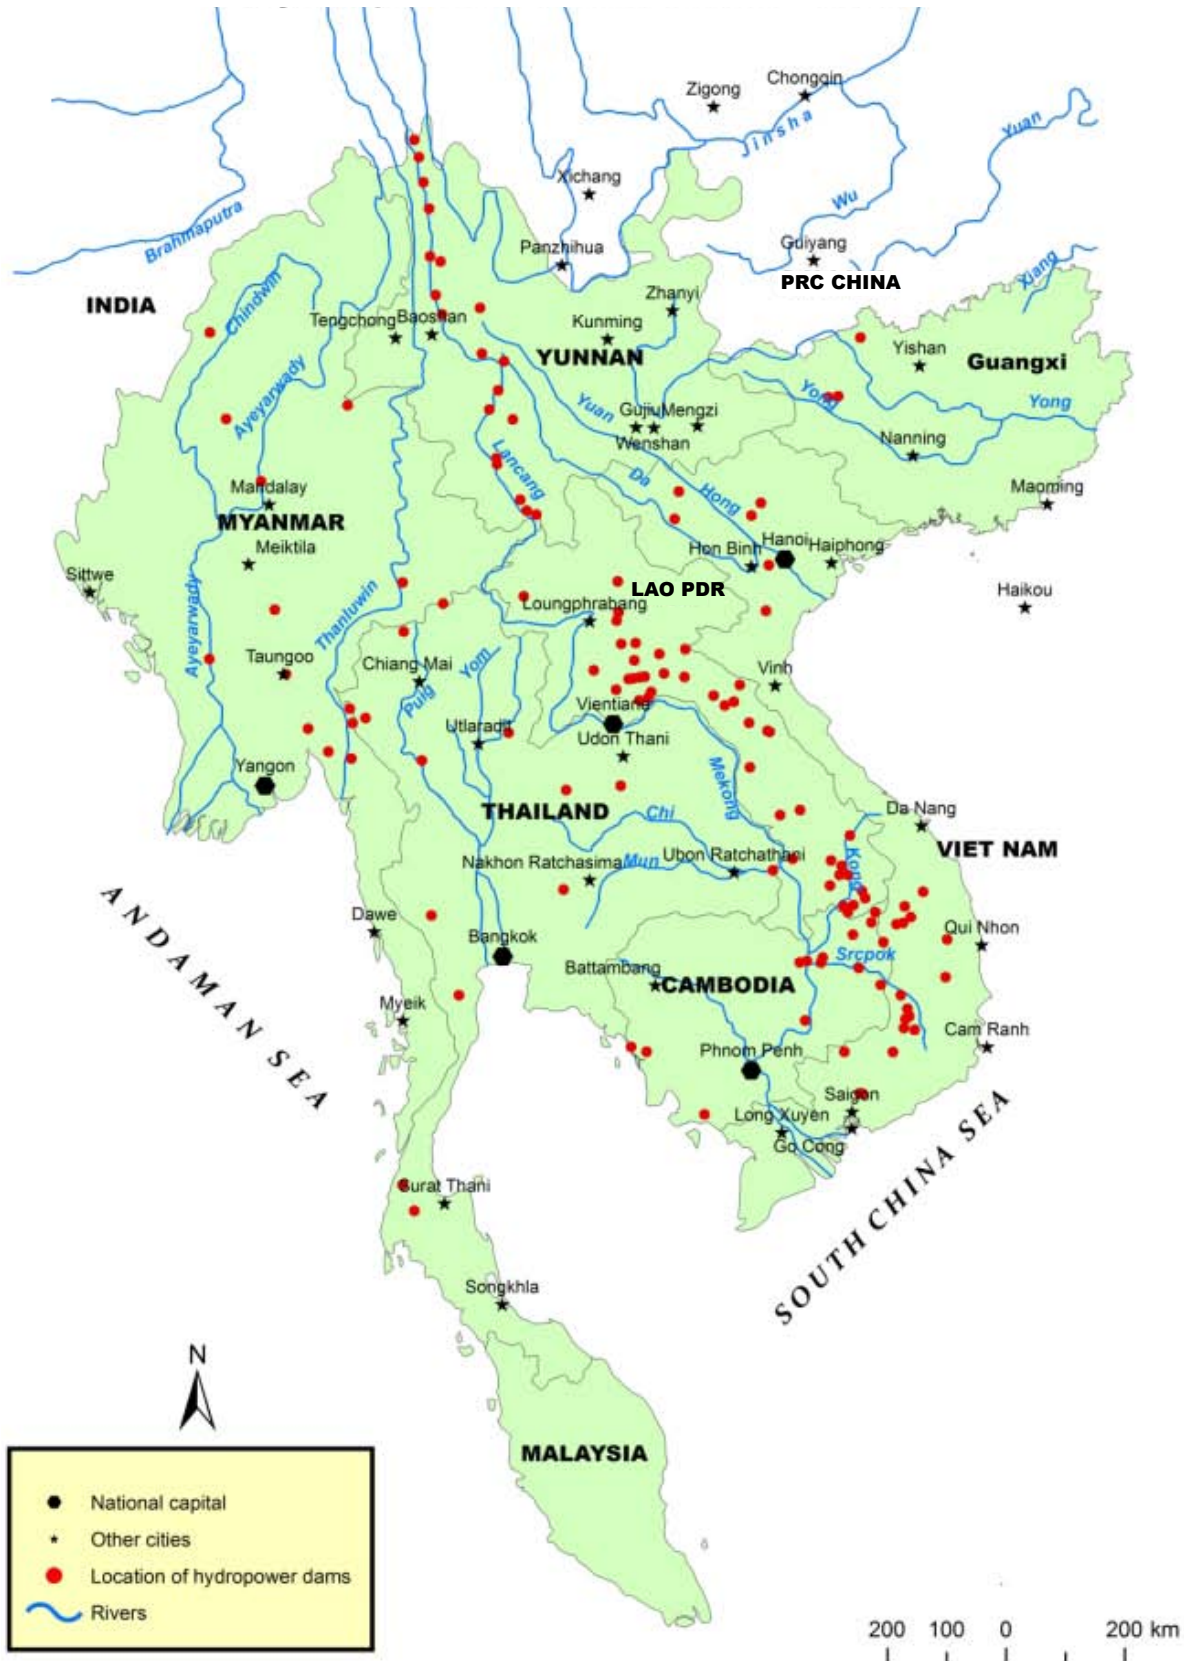 Zigong
Chongqin
Jinsha
Yuan
Xichang
Wu
Brahmaputra
Panzhihua
Guiyang
PRC CHINA
Xjang
INDIA
Chindwin
Zhanyi
Tengchong
Baoshan
Kunming
YUNNAN
Yishan
Guangxi
Ayeyarwady
Yuan
GujiuMengzi
Wenshan
Yong
Yong
Nanning
Lancang
Da
Hong
Mandalay
MYANMAR
Maoming
Meiktila
Hon Binh
Hanoi
Haiphong
Sittwe
LAO PDR
Haikou
Ayeyarwady
Thanluwin
Loungphrabang
Taungoo
Chiang Mai
Yom
Vinh
Puig
Vientiane
Utlaradit
Udon Thani
Yangon
Mekong
THAILAND
Chi
Da Nang
VIET NAM
Nakhon Ratchasima
Mun
Ubon Ratchathani
Kong
Dawe
Bangkok
Qui Nhon
Battambang
CAMBODIA
Srcpok
ANDAMAN SEA
Myeik
Phnom Penh
Cam Ranh
Saigon
Long Xuyen
Go Cong
SOUTH CHINA SEA
Surat Thani
Songkhla
N
MALAYSIA
National capital
Other cities
Location of hydropower dams
Rivers
200 100 0 200 km